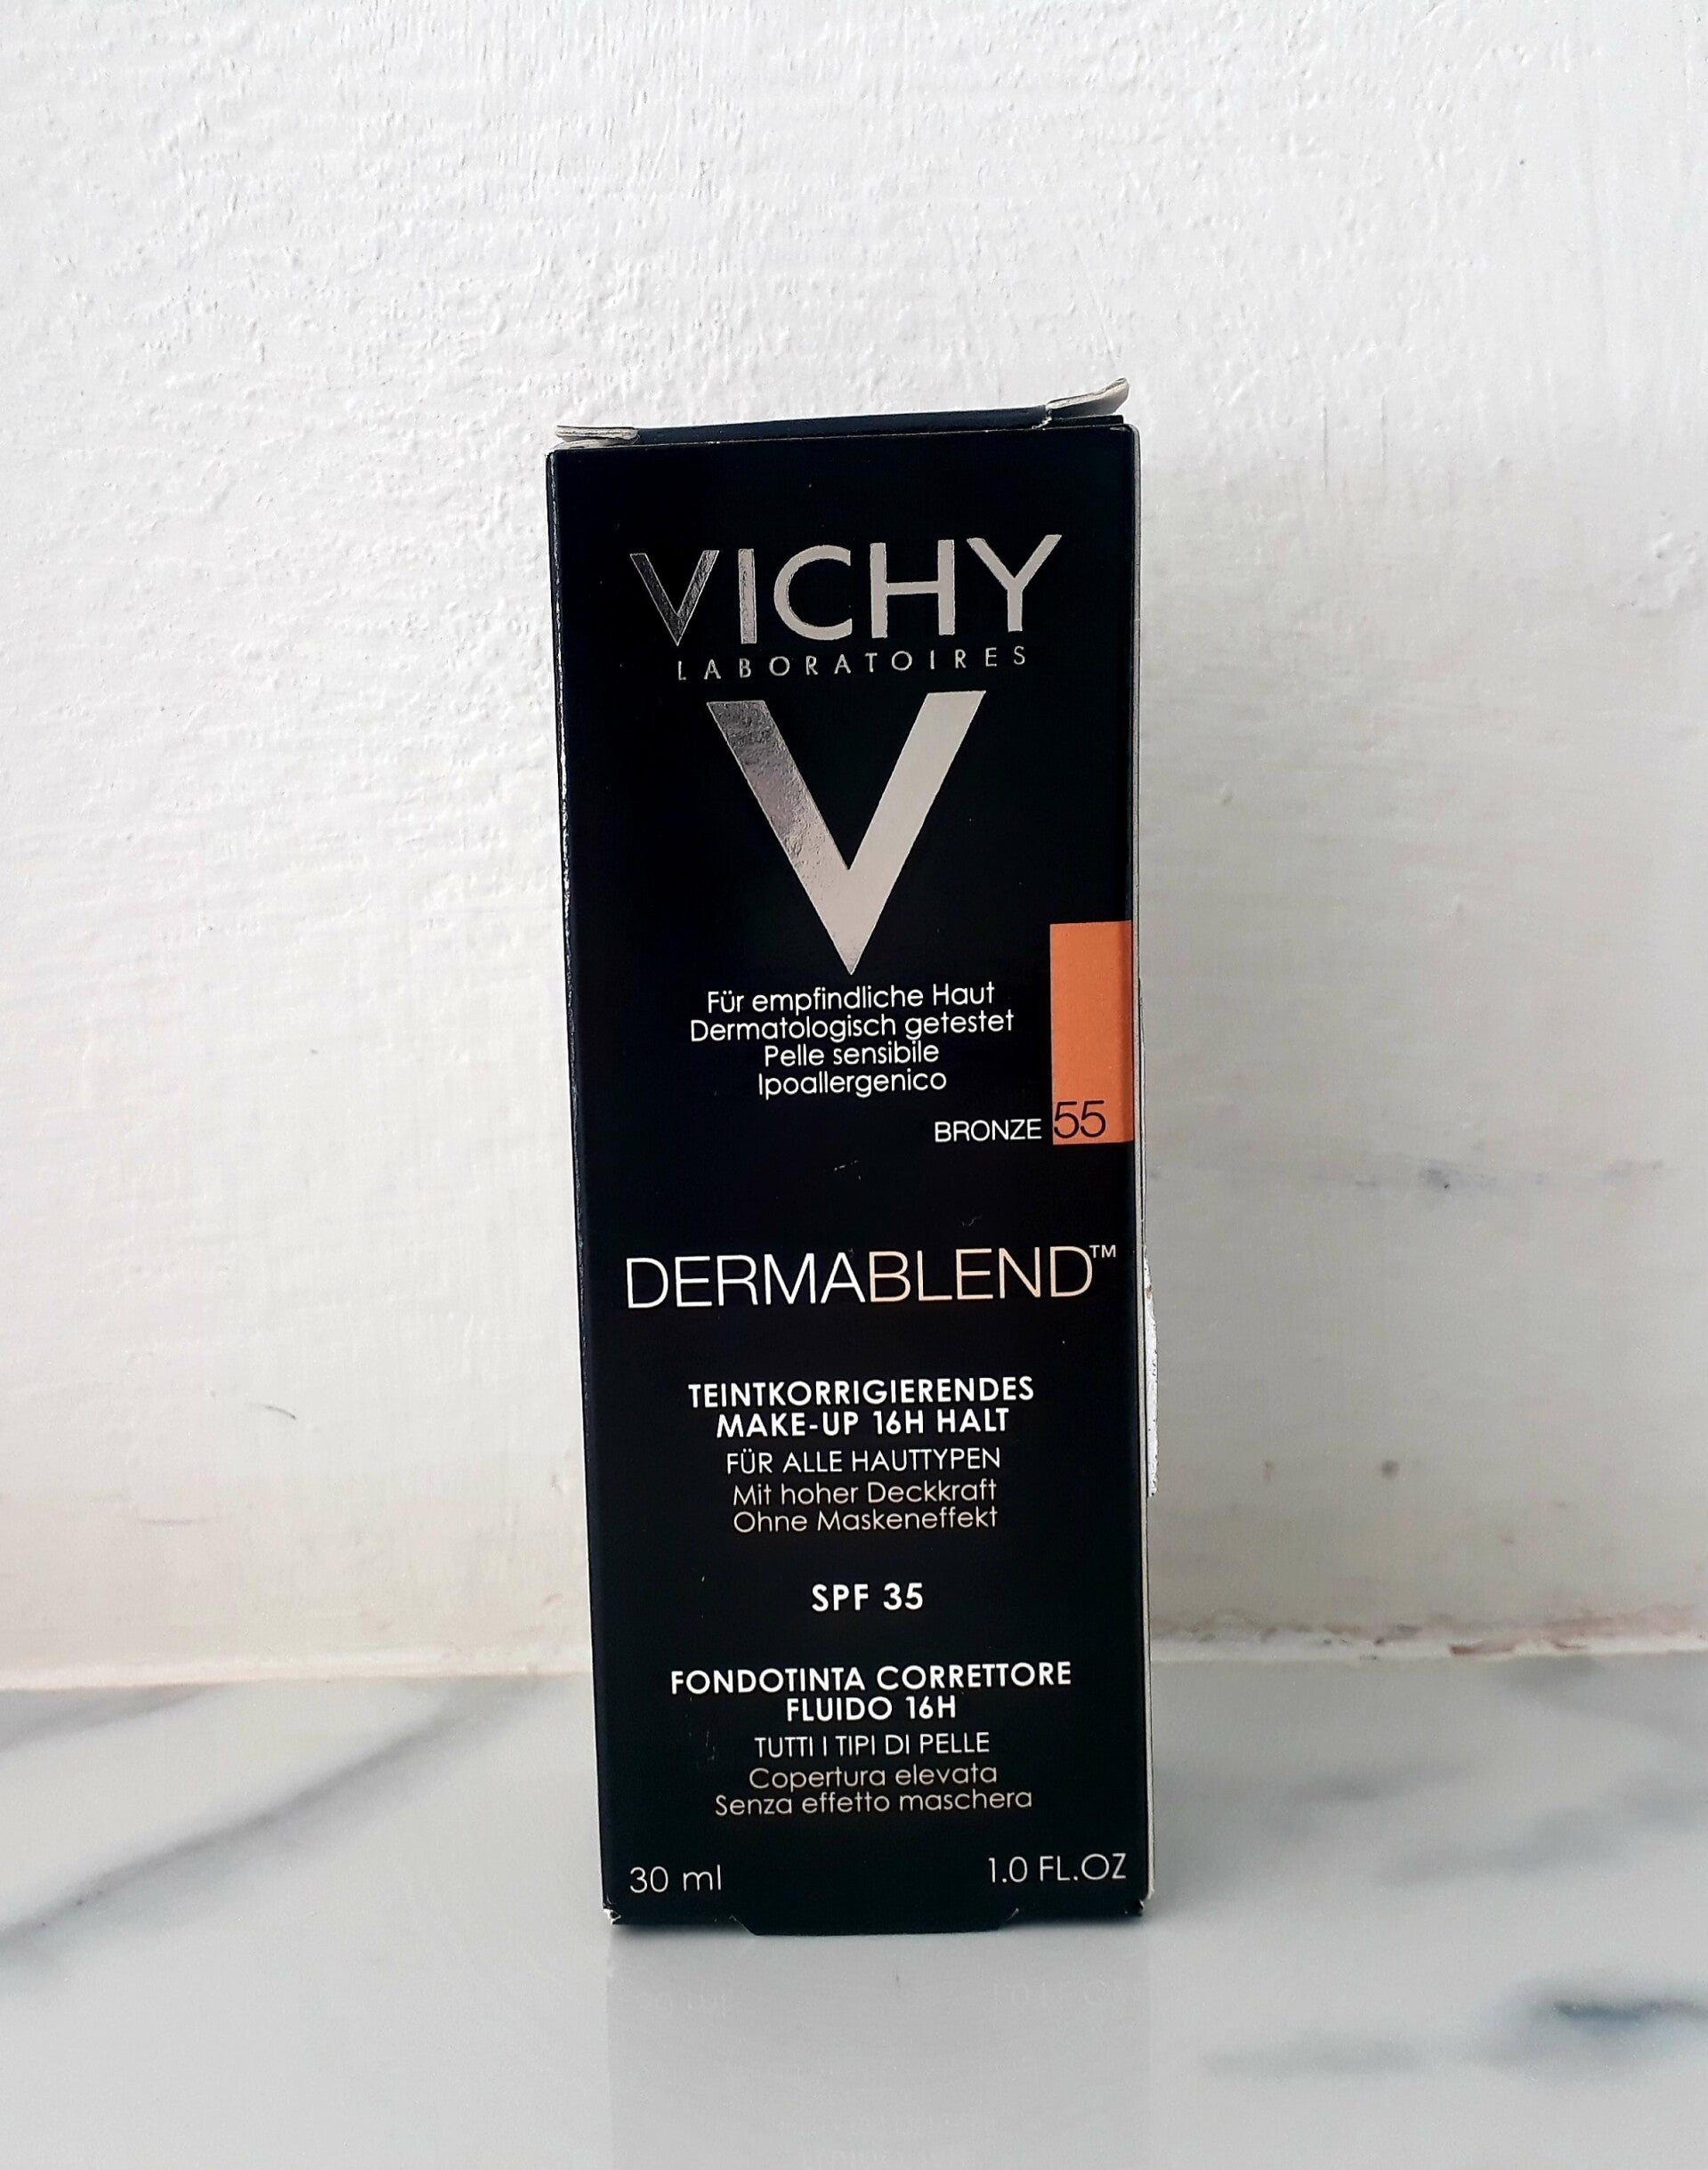 VICHY
LABORATOIRES
V
Für empfindliche Haut
Dermatologisch getestet
Pelle sensibile
Ipoallergenico
BRONZE 55
DERMABLEND™
TEINTKORRIGIERENDES
MAKE-UP 16H HALT
FÜR ALLE HAUTTYPEN
Mit hoher Deckkraft
Ohne Maskeneffekt
SPF 35
FONDOTINTA CORRETTORE
FLUIDO 16H
TUTTI I TIPI DI PELLE
Copertura elevata
Senza effetto maschera
30 ml 1.0 FL.OZ